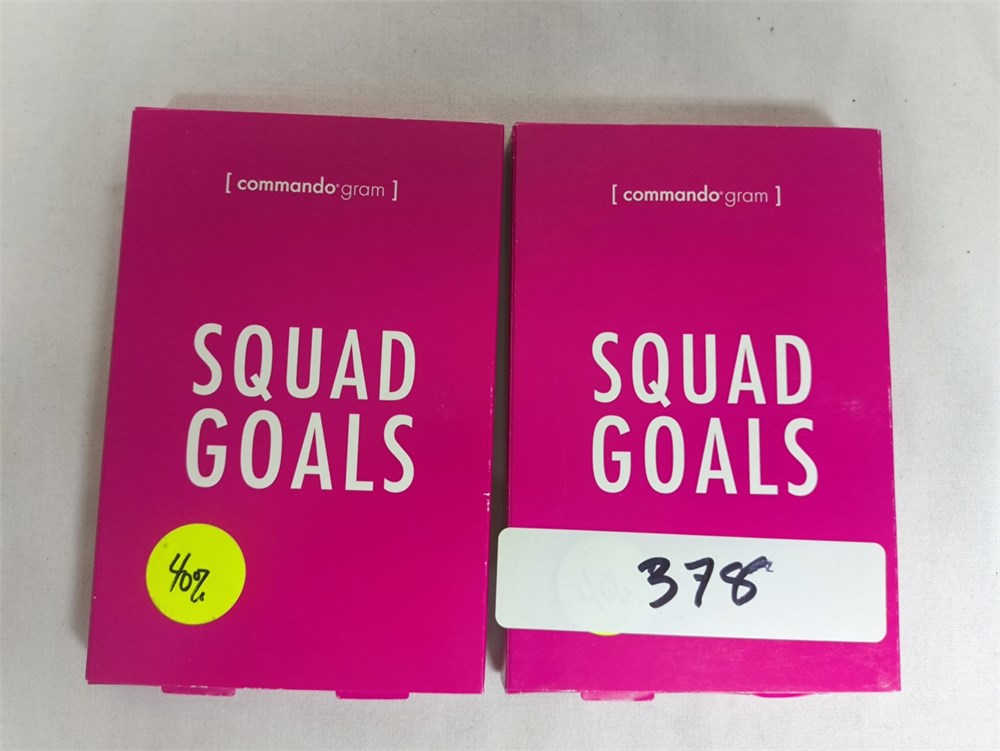 [ commando® gram ]
SQUAD
GOALS
40%
[ commando® gram ]
SQUAD
GOALS
378